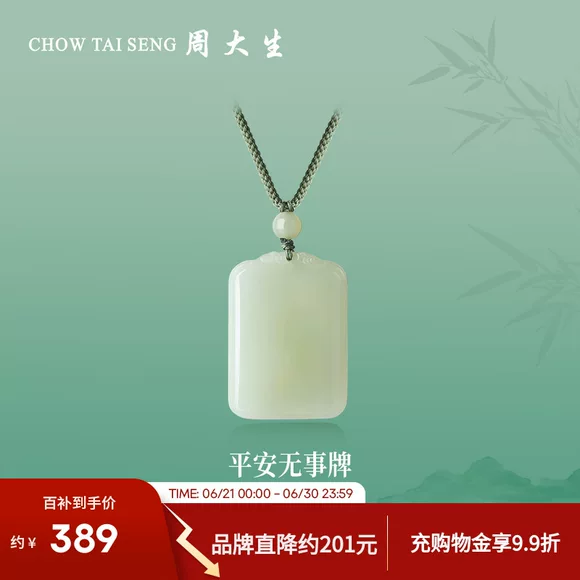 CHOW TAI SENG 周大生
平安无事牌
TIME: 06/21 00:00 - 06/30 23:59
百补到手价
约¥ 389
品牌直降约201元
充购物金享9.9折